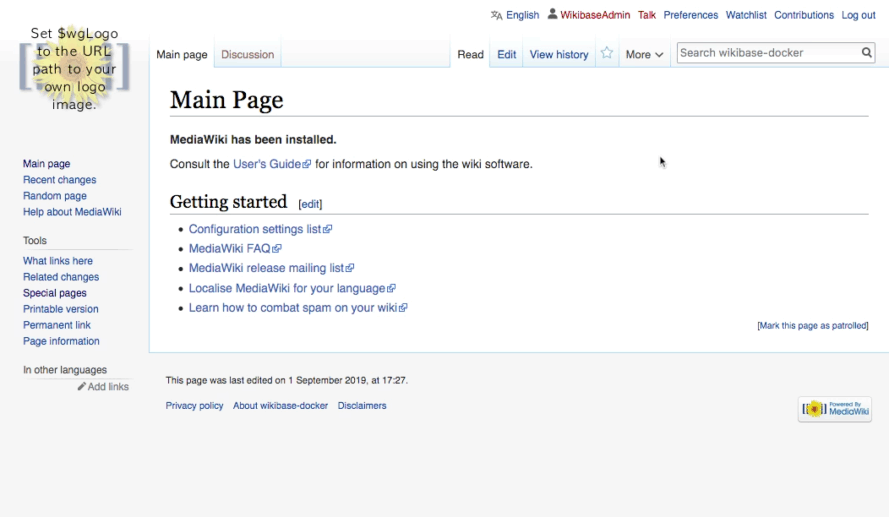 English WikibaseAdmin Talk Preferences Watchlist Contributions Log out
Set $wgLogo
to the URL
path to your
own logo
image.
Main page Discussion Read Edit View history More Search wikibase-docker
Main Page
MediaWiki has been installed.
Consult the User's Guide for information on using the wiki software.
Getting started [edit]
Configuration settings list
MediaWiki FAQ
MediaWiki release mailing list
Localise MediaWiki for your language
Learn how to combat spam on your wiki
[Mark this page as patrolled]
Main page
Recent changes
Random page
Help about MediaWiki
Tools
What links here
Related changes
Special pages
Printable version
Permanent link
Page information
In other languages
Add links
This page was last edited on 1 September 2019, at 17:27.
Privacy policy About wikibase-docker Disclaimers
Powered By
MediaWiki